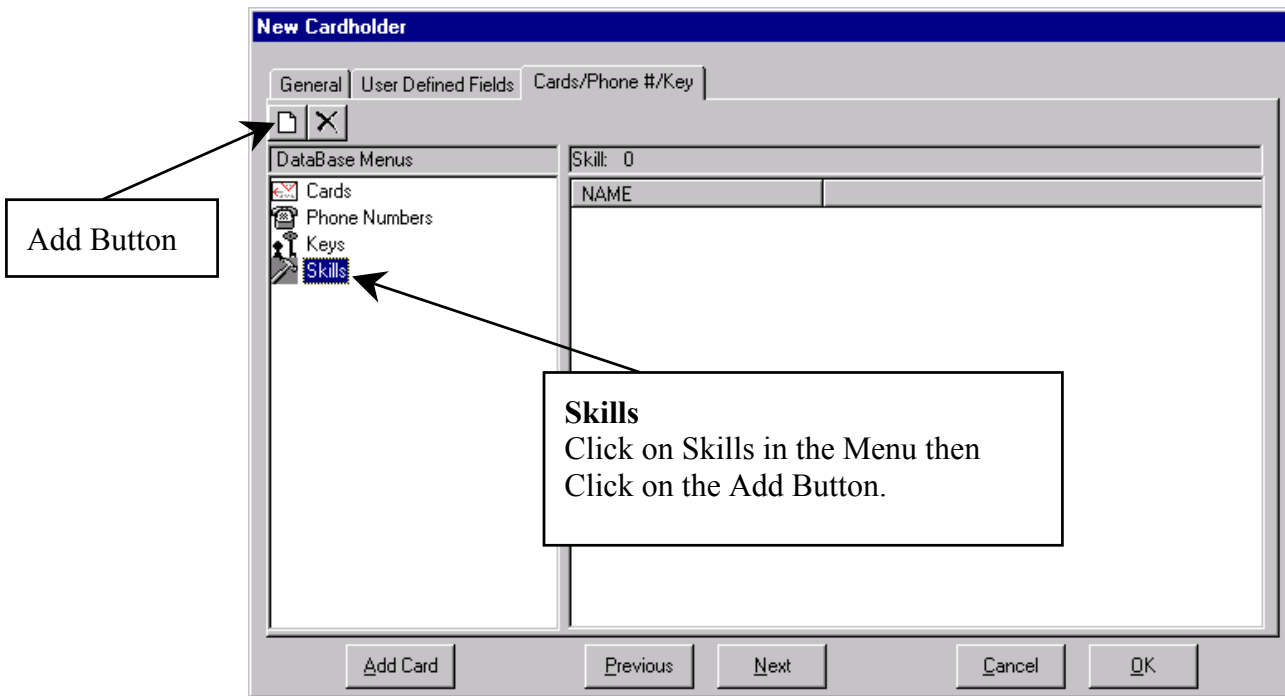 New Cardholder
General User Defined Fields Cards/Phone #/Key
DataBase Menus Skill: 0
Cards NAME
Phone Numbers
Keys
Skills
Add Button
Skills
Click on Skills in the Menu then
Click on the Add Button.
Add Card Previous Next Cancel OK